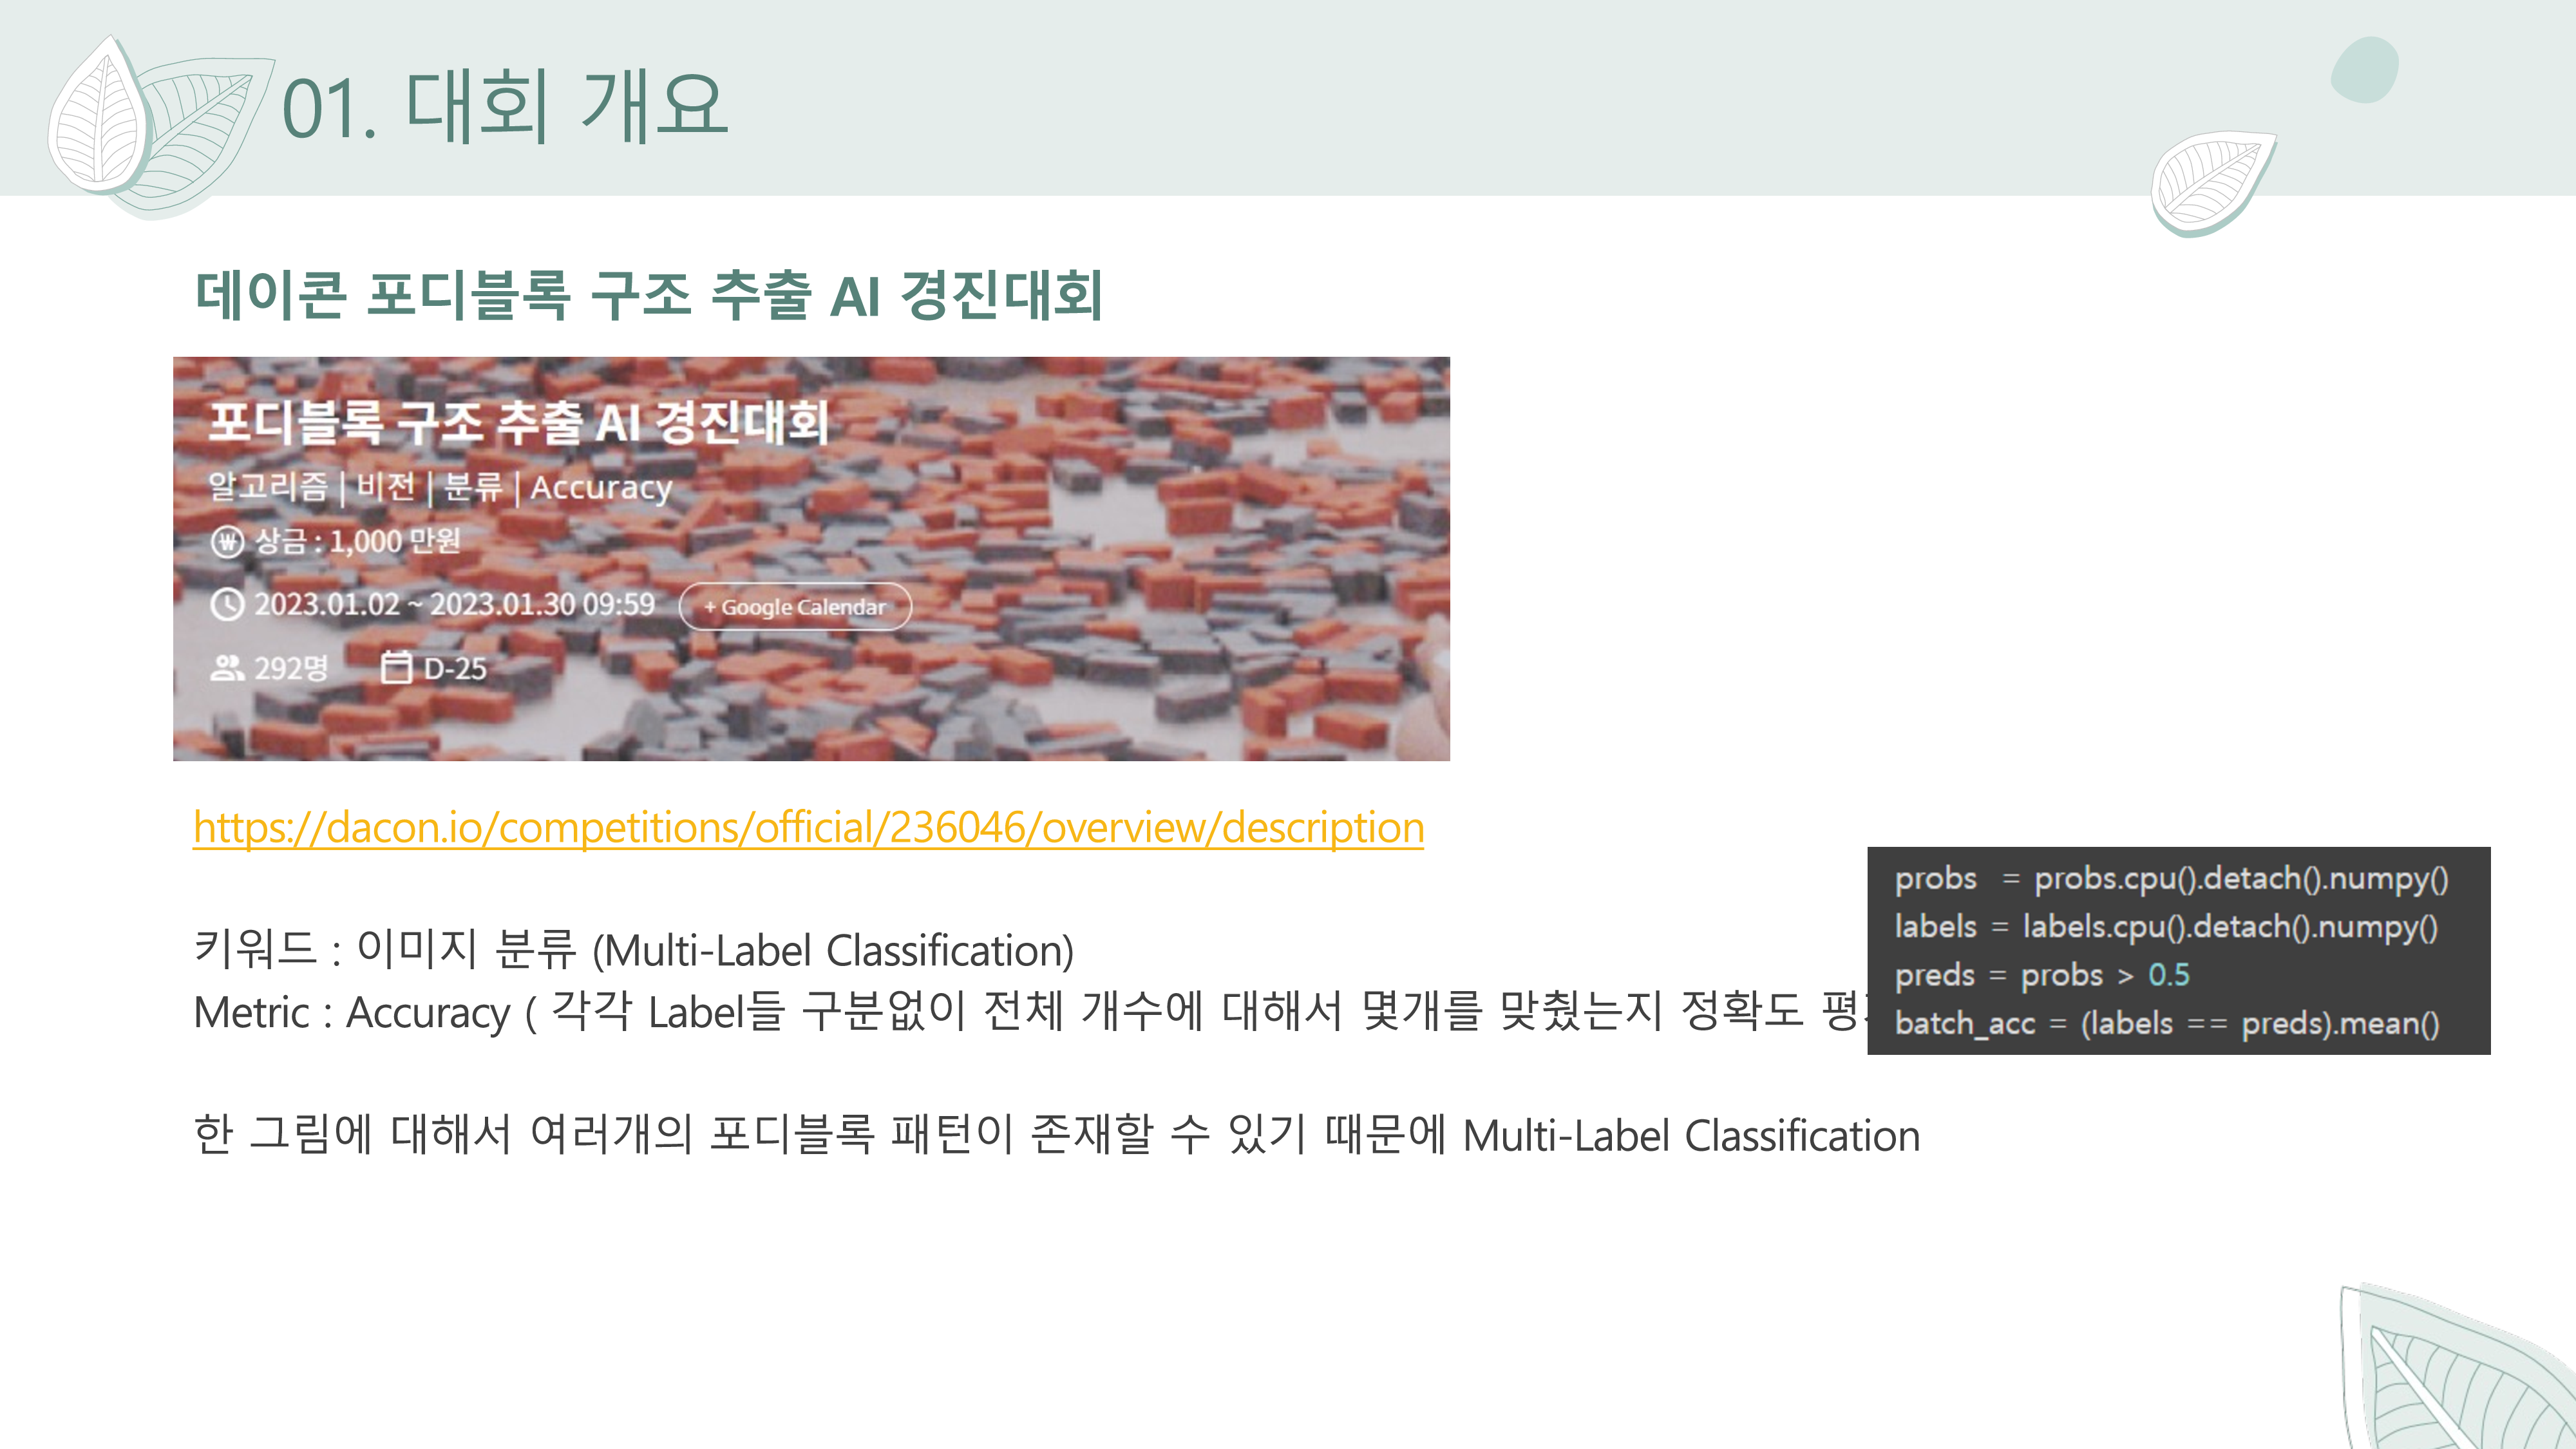 01. 대회 개요
데이콘 포디블록 구조 추출 AI 경진대회
포디블록 구조 추출 AI 경진대회
알고리즘 | 비전 | 분류 | Accuracy
₩ 상금 : 1,000 만원
2023.01.02 ~ 2023.01.30 09:59 + Google Calendar
292명 D-25
https://dacon.io/competitions/official/236046/overview/description
키워드 : 이미지 분류 (Multi-Label Classification)
Metric : Accuracy ( 각각 Label들 구분없이 전체 개수에 대해서 몇개를 맞췄는지 정확도
probs = probs.cpu().detach().numpy()
labels = labels.cpu().detach().numpy()
preds = probs > 0.5
batch_acc = (labels == preds).mean()
한 그림에 대해서 여러개의 포디블록 패턴이 존재할 수 있기 때문에 Multi-Label Classification